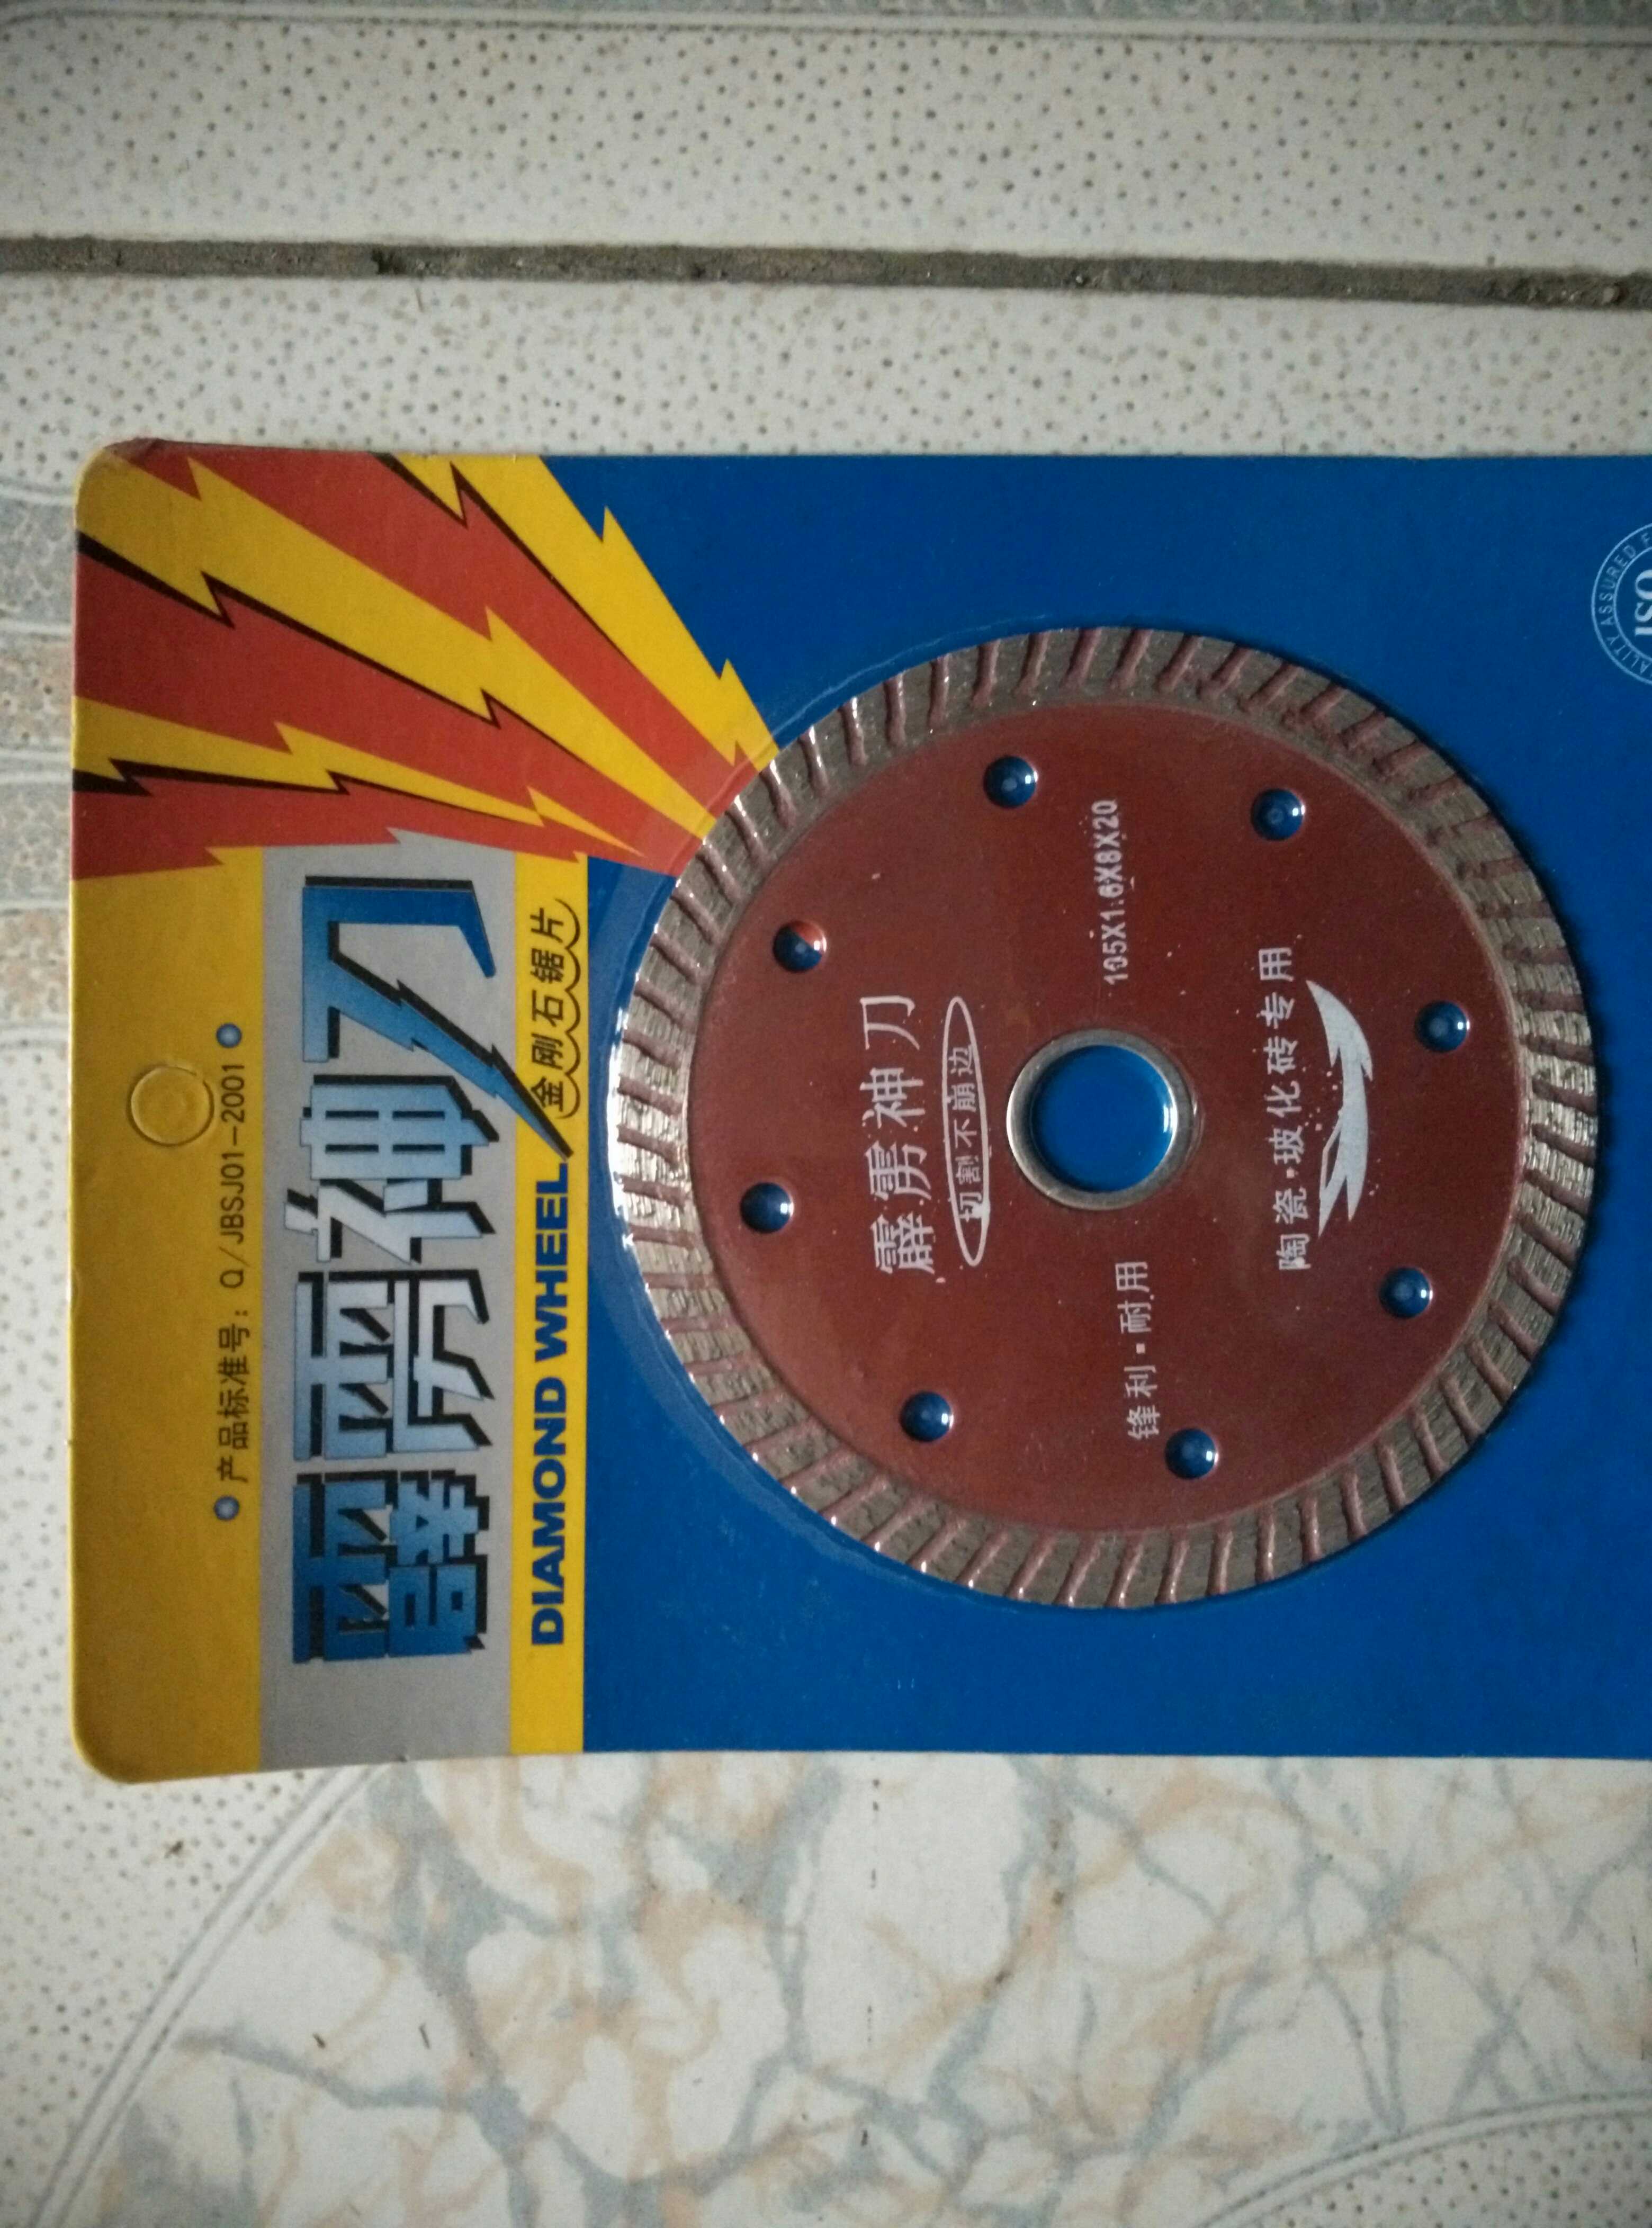 产品标准号：Q/JBSJ01-2001
霹雳神刀
DIAMOND WHEEL 金刚石锯片
霹雳神刀
切割不崩边
锋利·耐用
105X1.6X8X20
陶瓷·玻化砖专用
ASSURED
ISO